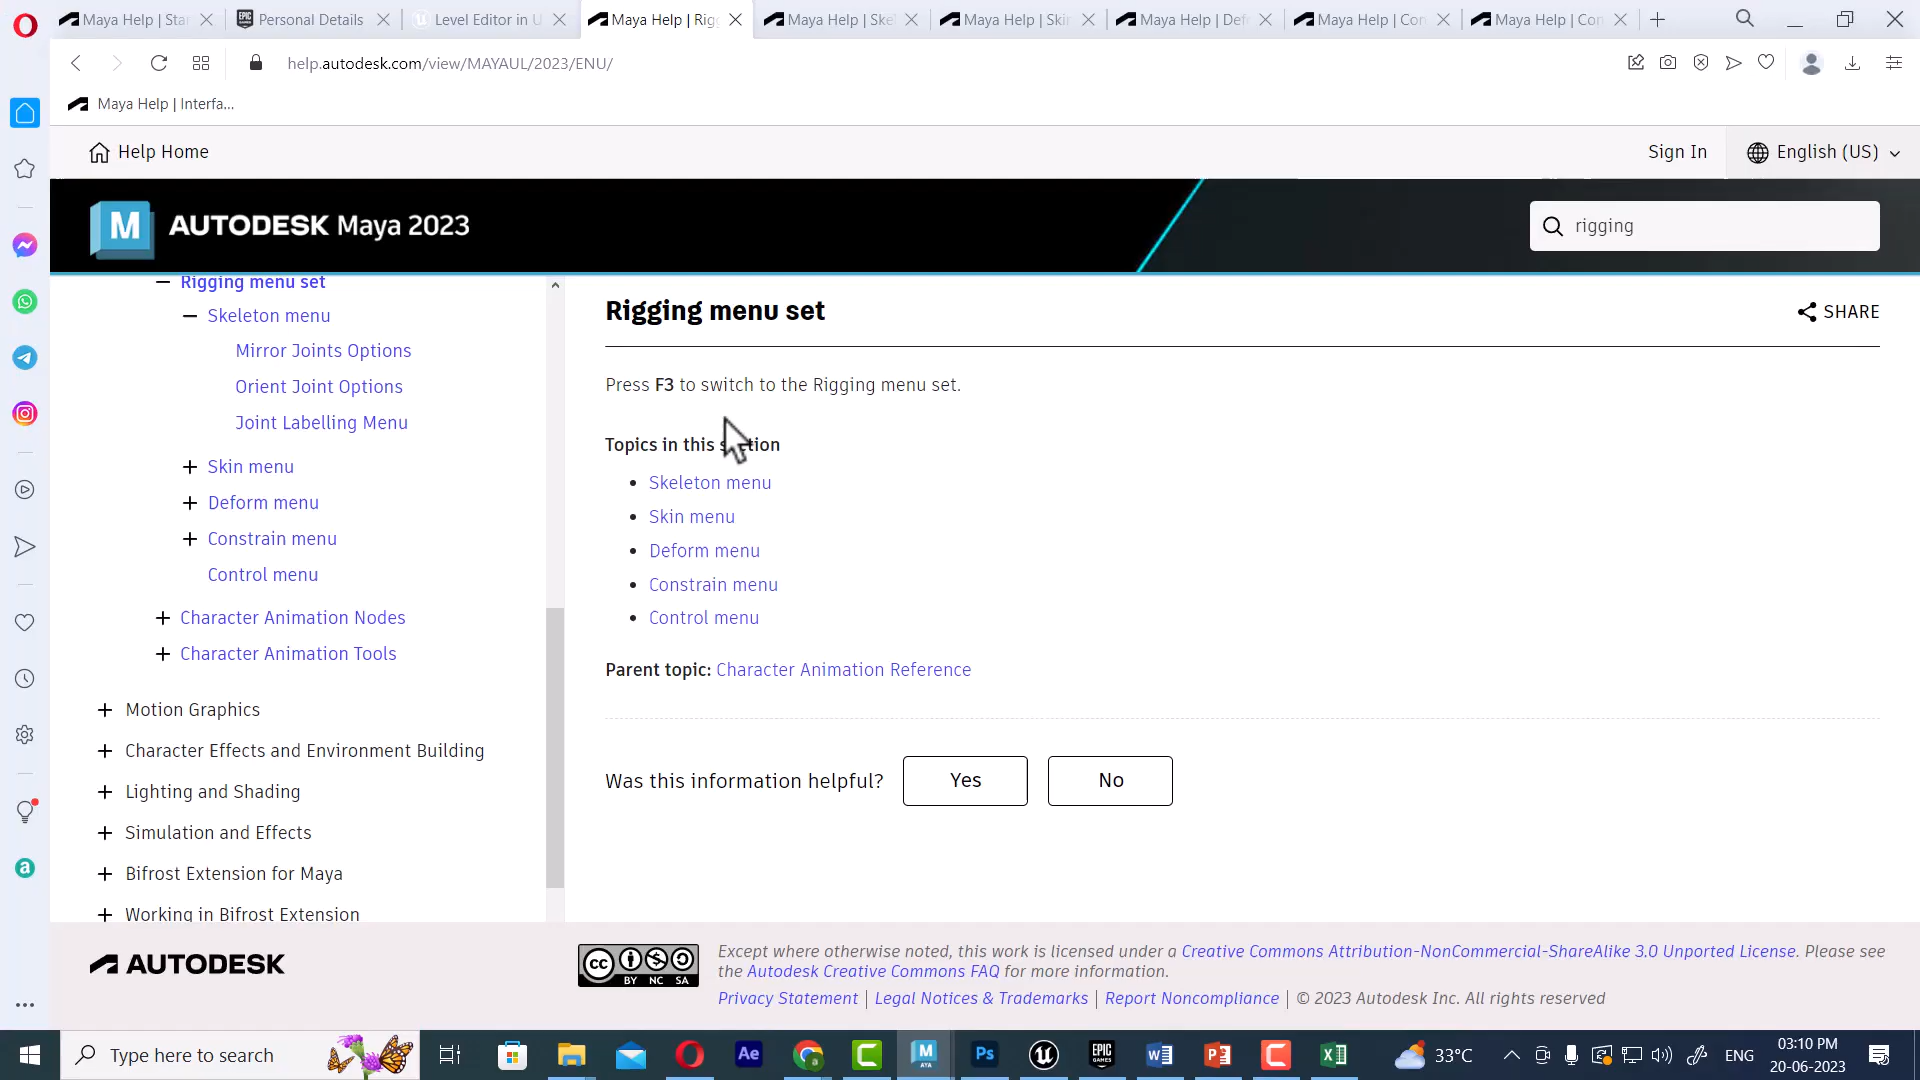 Maya Help | Star
Personal Details
Level Editor in U
Maya Help | Rigg
Maya Help | Skel
Maya Help | Skin
Maya Help | Defo
Maya Help | Con
Maya Help | Con
help.autodesk.com/view/MAYAUL/2023/ENU/
Maya Help | Interfa...
Help Home
Sign In
English (US)
M
AUTODESK Maya 2023
rigging
Rigging menu set
Skeleton menu
Mirror Joints Options
Orient Joint Options
Joint Labelling Menu
Skin menu
Deform menu
Constrain menu
Control menu
Character Animation Nodes
Character Animation Tools
Motion Graphics
Character Effects and Environment Building
Lighting and Shading
Simulation and Effects
Bifrost Extension for Maya
Working in Bifrost Extension
Rigging menu set
SHARE
Press F3 to switch to the Rigging menu set.
Topics in this section
Skeleton menu
Skin menu
Deform menu
Constrain menu
Control menu
Parent topic: Character Animation Reference
Was this information helpful?
Yes
No
AUTODESK
cc
BY NC SA
Except where otherwise noted, this work is licensed under a Creative Commons Attribution-NonCommercial-ShareAlike 3.0 Unported License. Please see
the Autodesk Creative Commons FAQ for more information.
Privacy Statement | Legal Notices & Trademarks | Report Noncompliance | © 2023 Autodesk Inc. All rights reserved
Type here to search
33°C
ENG
03:10 PM
20-06-2023